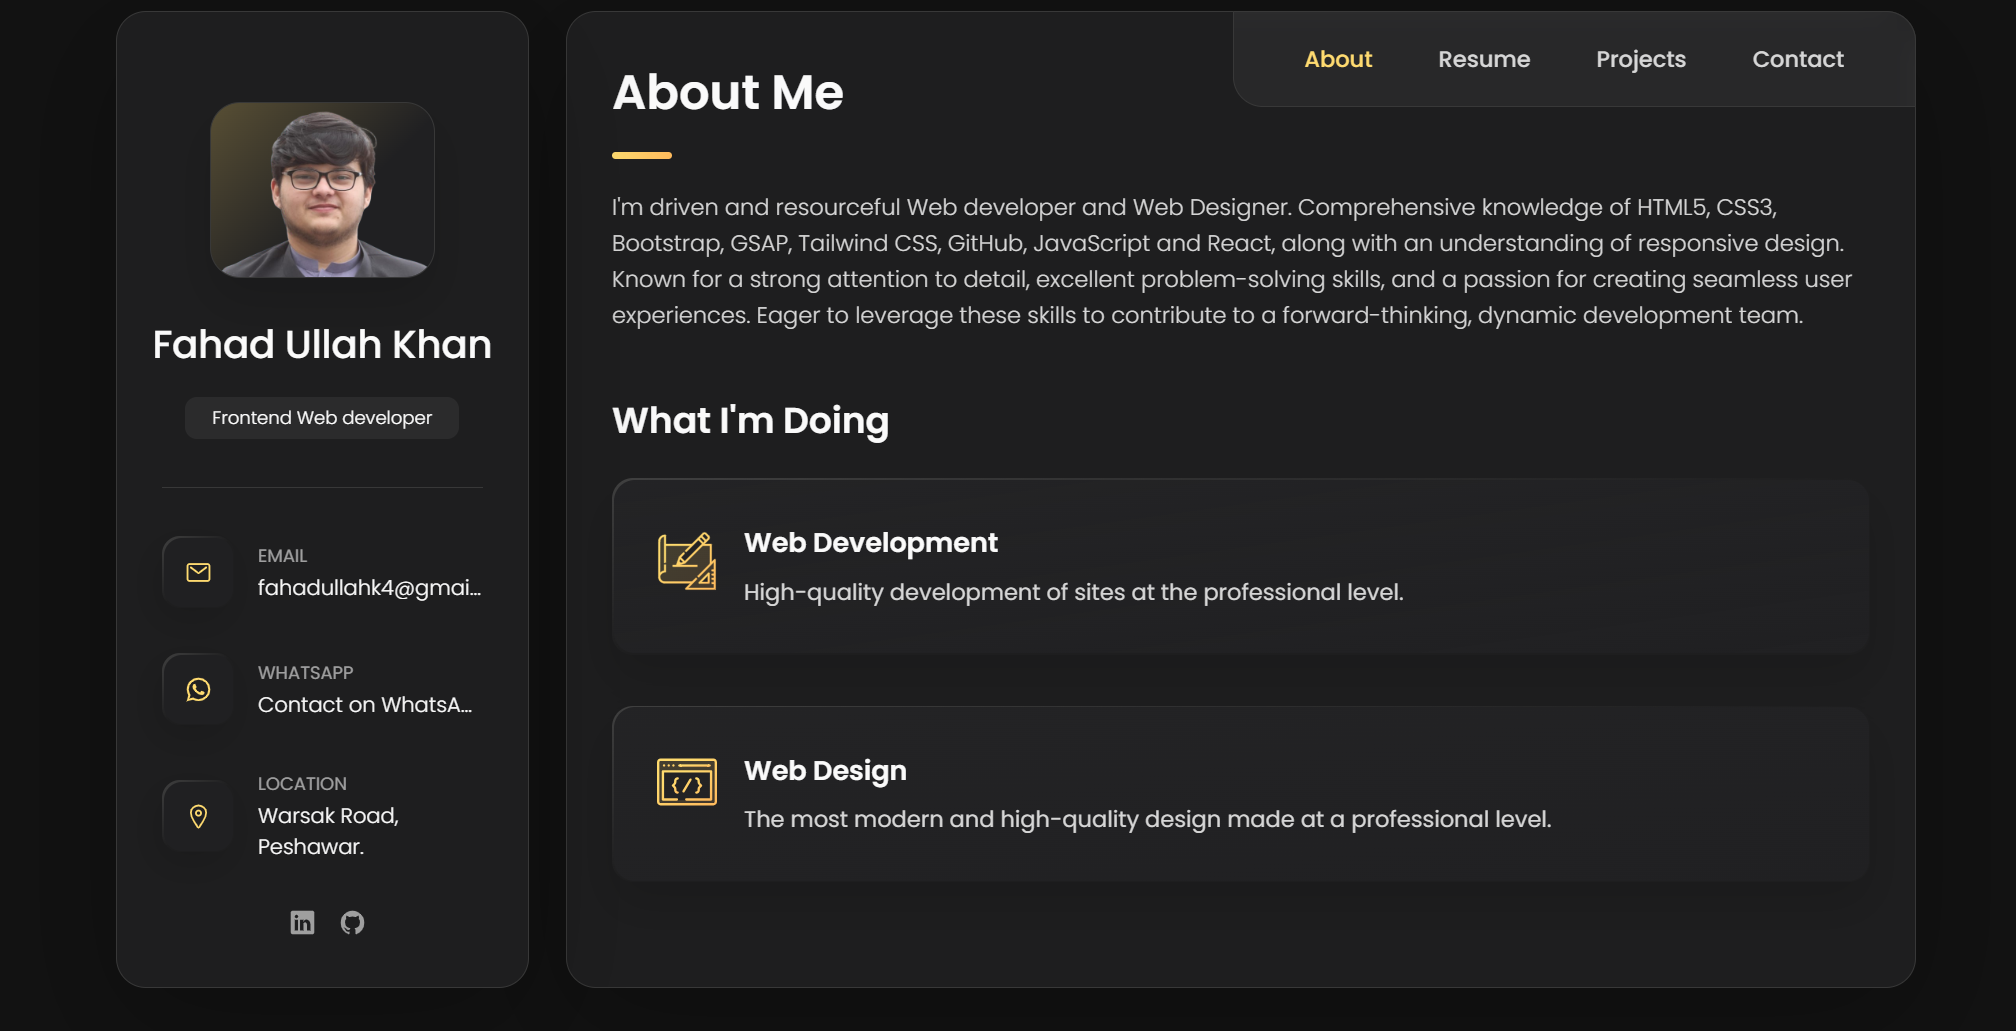 Fahad Ullah Khan
Frontend Web developer
EMAIL
fahadullahk4@gmai...
WHATSAPP
Contact on WhatsA...
LOCATION
Warsak Road,
Peshawar.
in
About
Resume
Projects
Contact
About Me
I'm driven and resourceful Web developer and Web Designer. Comprehensive knowledge of HTML5, CSS3,
Bootstrap, GSAP, Tailwind CSS, GitHub, JavaScript and React, along with an understanding of responsive design.
Known for a strong attention to detail, excellent problem-solving skills, and a passion for creating seamless user
experiences. Eager to leverage these skills to contribute to a forward-thinking, dynamic development team.
What I'm Doing
Web Development
High-quality development of sites at the professional level.
{/}
Web Design
The most modern and high-quality design made at a professional level.